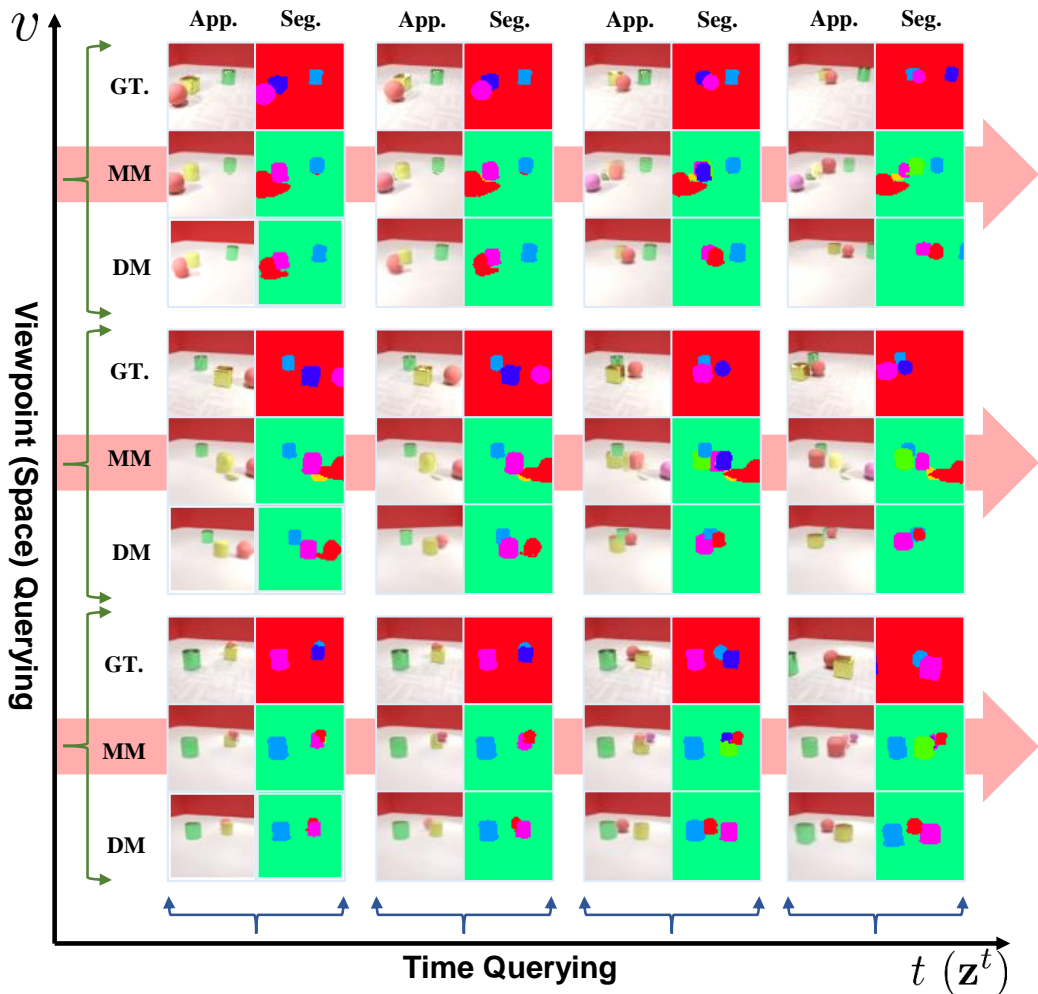 υ
App. Seg. App. Seg. App. Seg. App. Seg.
GT.
MM
DM
GT.
MM
DM
GT.
MM
DM
Viewpoint (Space) Querying
Time Querying
t (𝐳ᵗ)